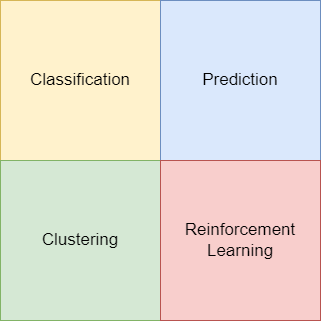 Classification
Prediction
Clustering
Reinforcement
Learning